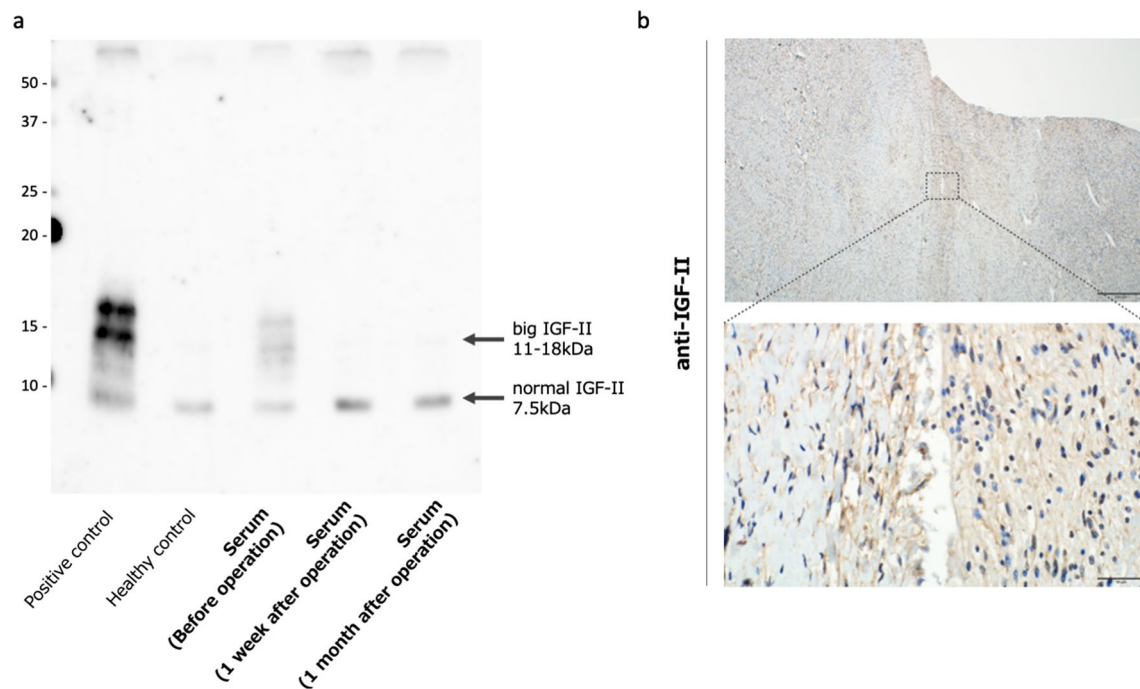 a
50 -
37 -
25 -
20 -
15 -
10 -
big IGF-II
11-18kDa
normal IGF-II
7.5kDa
Positive control
Healthy control
Serum
(Before operation)
Serum
(1 week after operation)
Serum
(1 month after operation)
b
anti-IGF-II